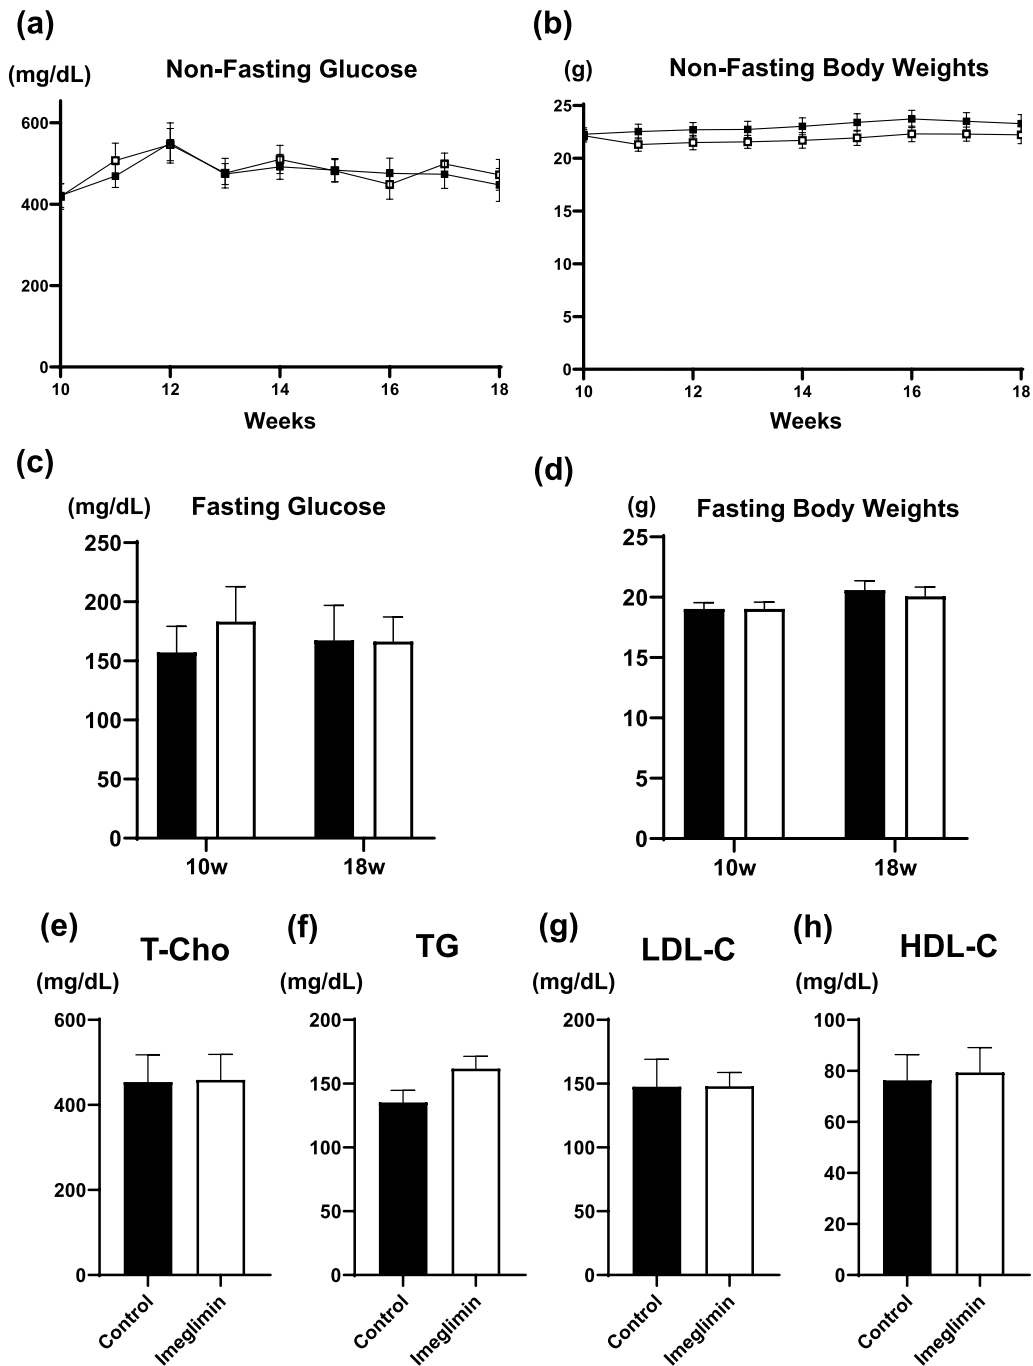 (a)
(b)
(mg/dL)
Non-Fasting Glucose
(g)
Non-Fasting Body Weights
600
400
200
0
10
12
14
16
18
Weeks
25
20
15
10
5
0
10
12
14
16
18
Weeks
(c)
(d)
(mg/dL)
Fasting Glucose
(g)
Fasting Body Weights
250
200
150
100
50
0
10w
18w
25
20
15
10
5
0
10w
18w
(e)
T-Cho
(mg/dL)
600
400
200
0
Control
Imeglimin
(f)
TG
(mg/dL)
200
150
100
50
0
Control
Imeglimin
(g)
LDL-C
(mg/dL)
200
150
100
50
0
Control
Imeglimin
(h)
HDL-C
(mg/dL)
100
80
60
40
20
0
Control
Imeglimin